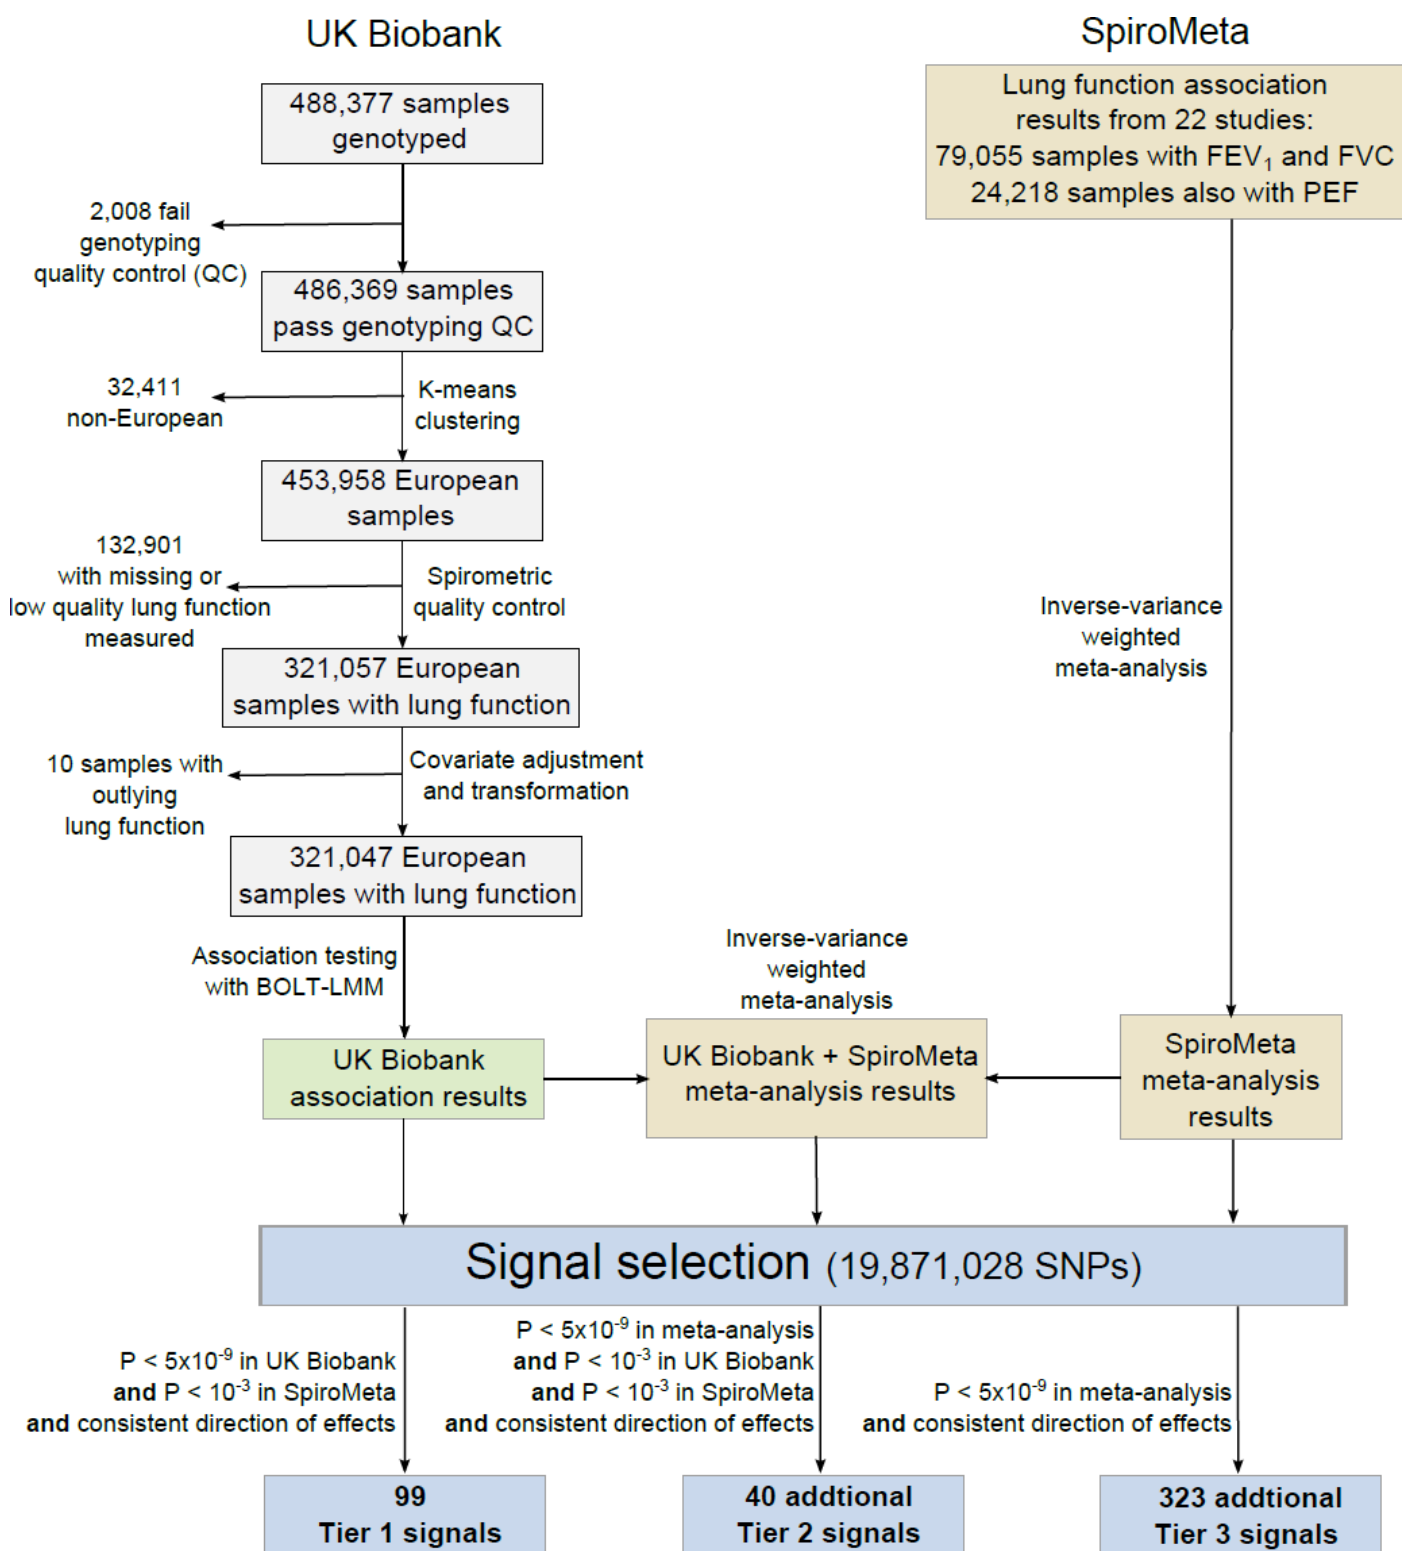 UK Biobank
SpiroMeta
488,377 samples
genotyped
Lung function association
results from 22 studies:
79,055 samples with FEV₁ and FVC
24,218 samples also with PEF
2,008 fail
genotyping
quality control (QC)
486,369 samples
pass genotyping QC
32,411
non-European
K-means
clustering
453,958 European
samples
132,901
with missing or
low quality lung function
measured
Spirometric
quality control
Inverse-variance
weighted
meta-analysis
321,057 European
samples with lung function
10 samples with
outlying
lung function
Covariate adjustment
and transformation
321,047 European
samples with lung function
Association testing
with BOLT-LMM
Inverse-variance
weighted
meta-analysis
UK Biobank
association results
UK Biobank + SpiroMeta
meta-analysis results
SpiroMeta
meta-analysis
results
Signal selection (19,871,028 SNPs)
P < 5x10⁻⁹ in UK Biobank
and P < 10⁻³ in SpiroMeta
and consistent direction of effects
P < 5x10⁻⁹ in meta-analysis
and P < 10⁻³ in UK Biobank
and P < 10⁻³ in SpiroMeta
and consistent direction of effects
P < 5x10⁻⁹ in meta-analysis
and consistent direction of effects
99
Tier 1 signals
40 addtional
Tier 2 signals
323 addtional
Tier 3 signals